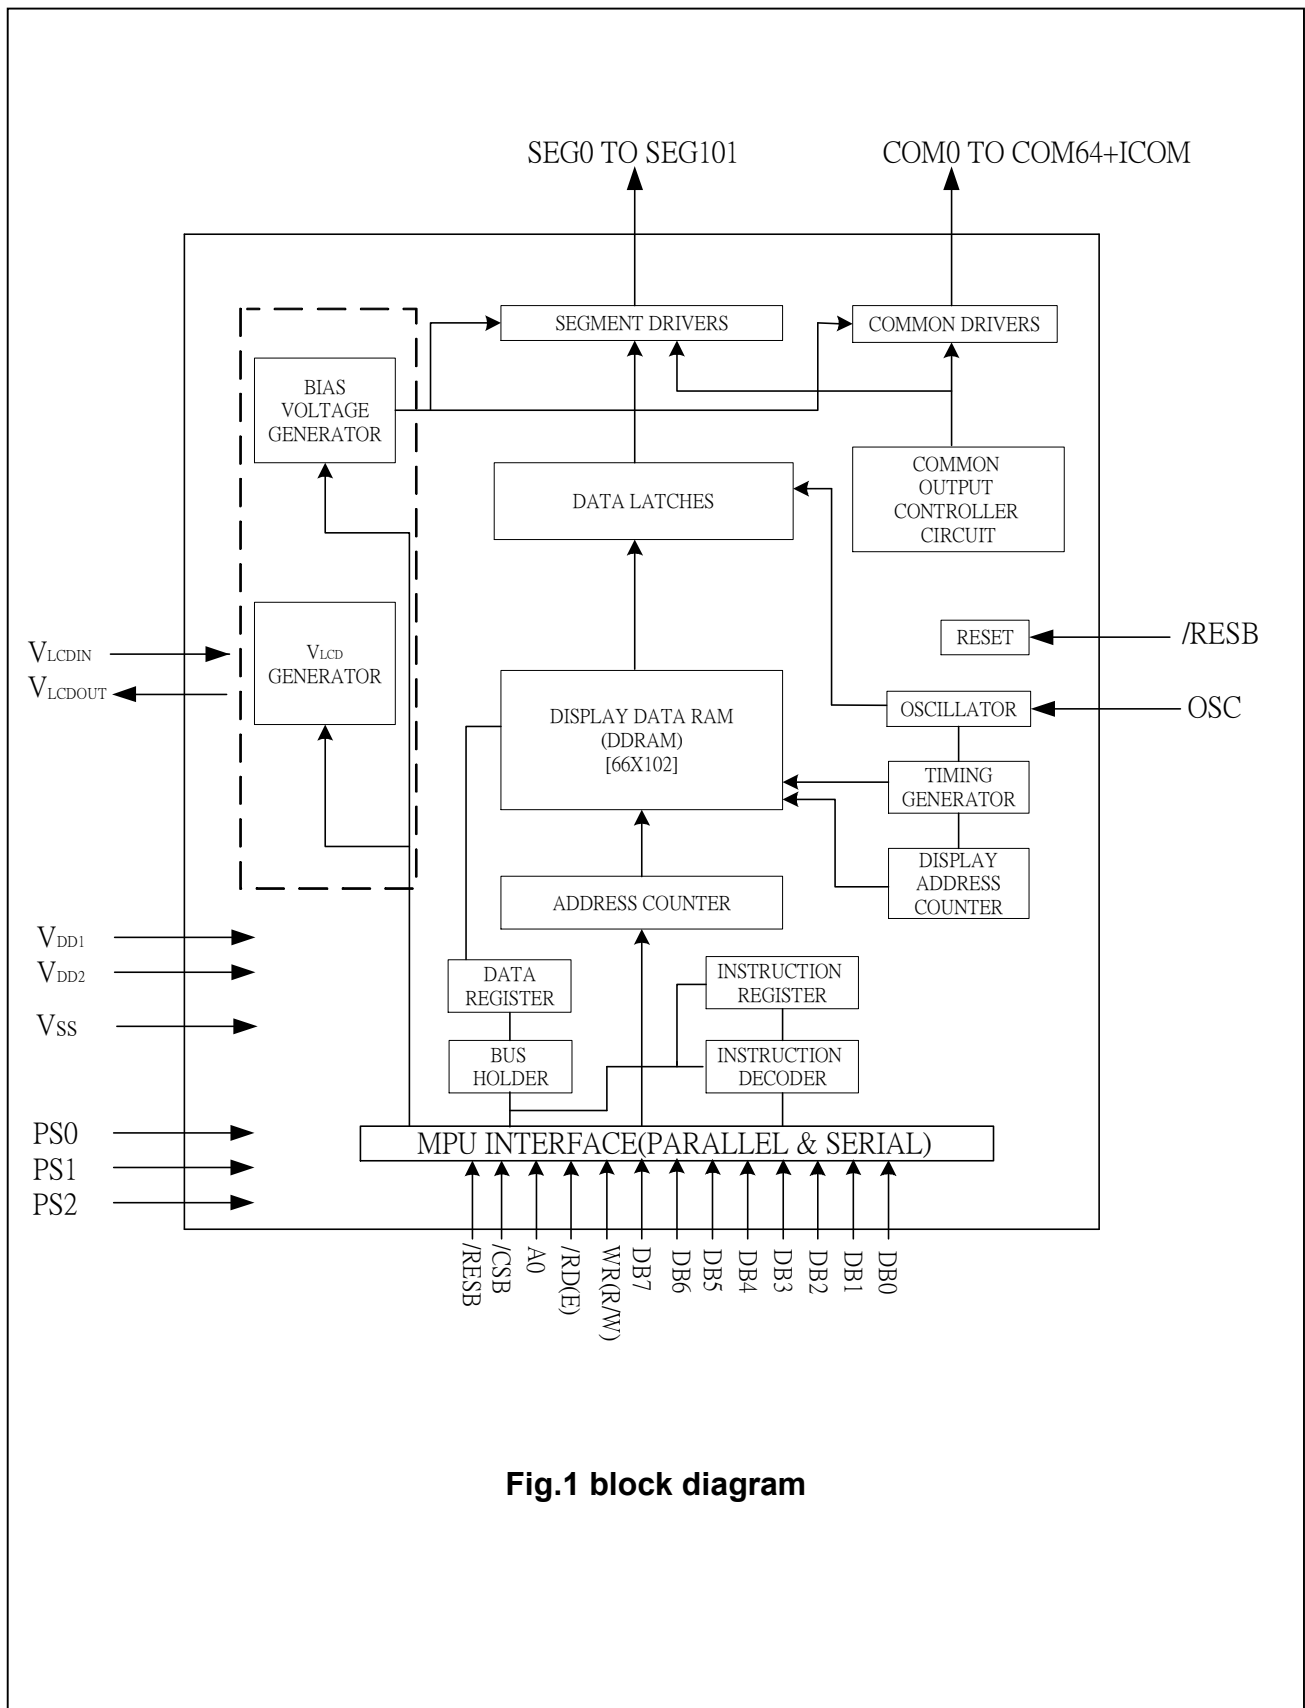 SEG0 TO SEG101
COM0 TO COM64+ICOM
SEGMENT DRIVERS
COMMON DRIVERS
BIAS
VOLTAGE
GENERATOR
DATA LATCHES
COMMON
OUTPUT
CONTROLLER
CIRCUIT
VLCDIN
VLCDOUT
VLCD
GENERATOR
RESET
/RESB
DISPLAY DATA RAM
(DDRAM)
[66X102]
OSCILLATOR
OSC
TIMING
GENERATOR
DISPLAY
ADDRESS
COUNTER
ADDRESS COUNTER
VDD1
VDD2
VSS
DATA
REGISTER
INSTRUCTION
REGISTER
BUS
HOLDER
INSTRUCTION
DECODER
PS0
PS1
PS2
MPU INTERFACE(PARALLEL & SERIAL)
/RESB
/CSB
A0
/RD(E)
WR(R/W)
DB7
DB6
DB5
DB4
DB3
DB2
DB1
DB0
Fig.1 block diagram